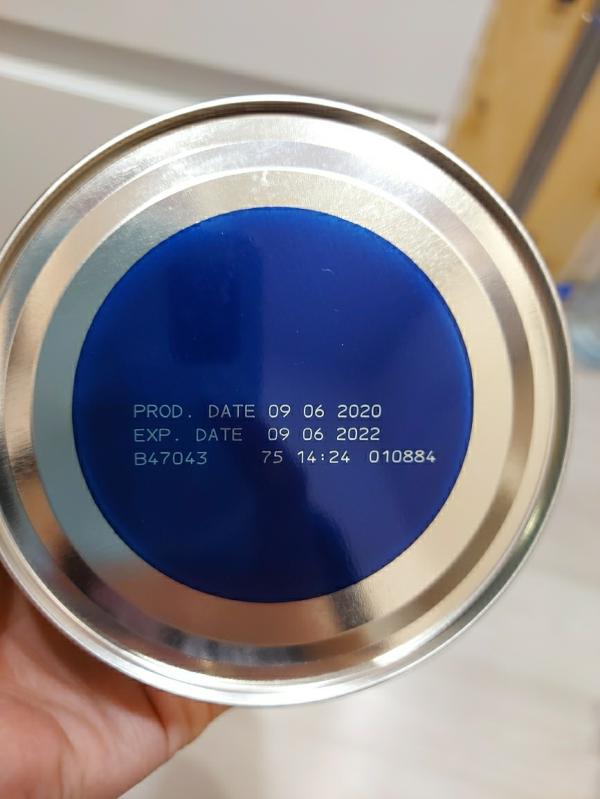 PROD. DATE 09 06 2020
EXP. DATE 09 06 2022
B47043 75 14:24 010884